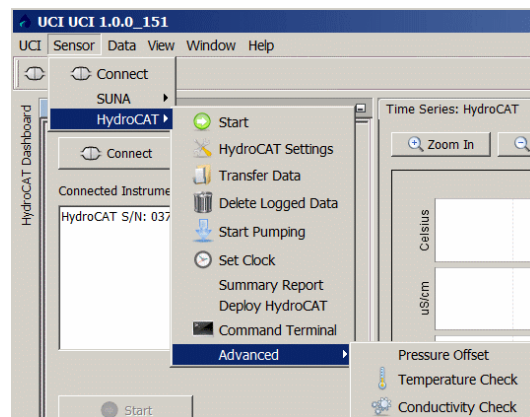 UCI UCI 1.0.0_151
UCI Sensor Data View Window Help
Connect
SUNA
HydroCAT
HydroCAT Dashboard
Connect
Connected Instrume
HydroCAT S/N: 037
Start
Start
HydroCAT Settings
Transfer Data
Delete Logged Data
Start Pumping
Set Clock
Summary Report
Deploy HydroCAT
Command Terminal
Advanced
Pressure Offset
Temperature Check
Conductivity Check
Time Series: HydroCAT
Zoom In
Celsius
uS/cm